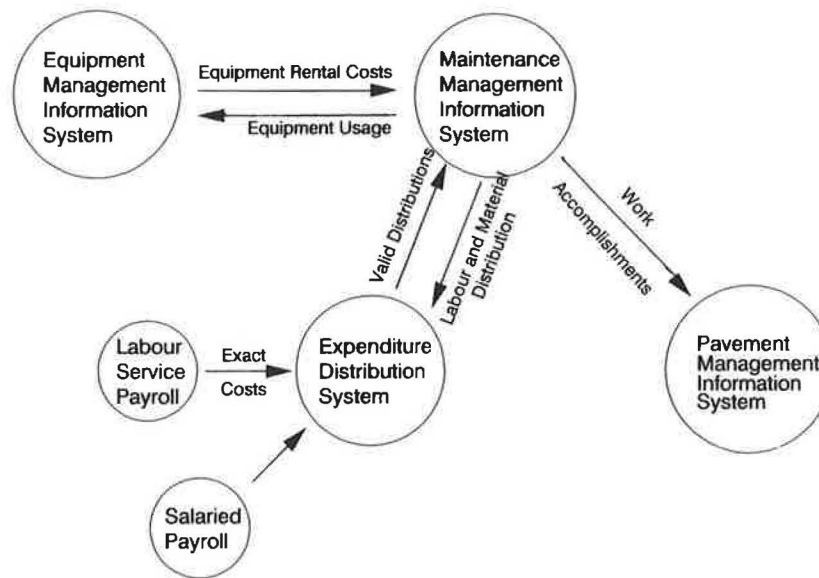 Equipment
Management
Information
System
Equipment Rental Costs
Equipment Usage
Maintenance
Management
Information
System
Valid Distributions
Labour and Material
Distribution
Work
Accomplishments
Labour
Service
Payroll
Exact
Costs
Expenditure
Distribution
System
Pavement
Management
Information
System
Salaried
Payroll